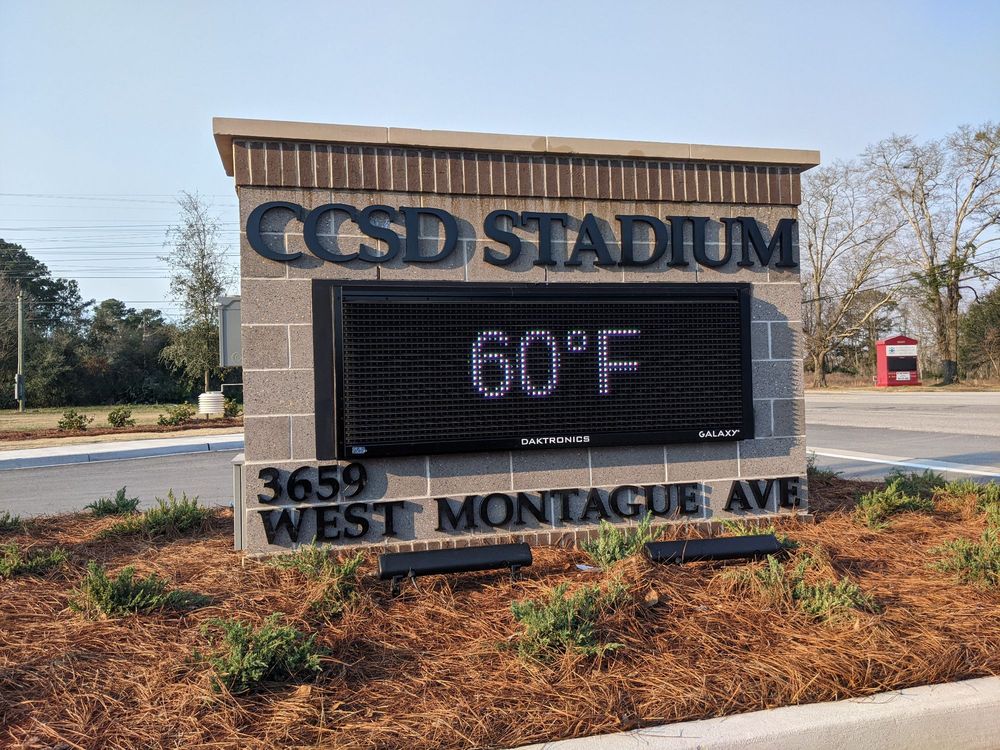 CCSD STADIUM
60°F
DAKTRONICS
GALAXY
3659
WEST MONTAGUE AVE